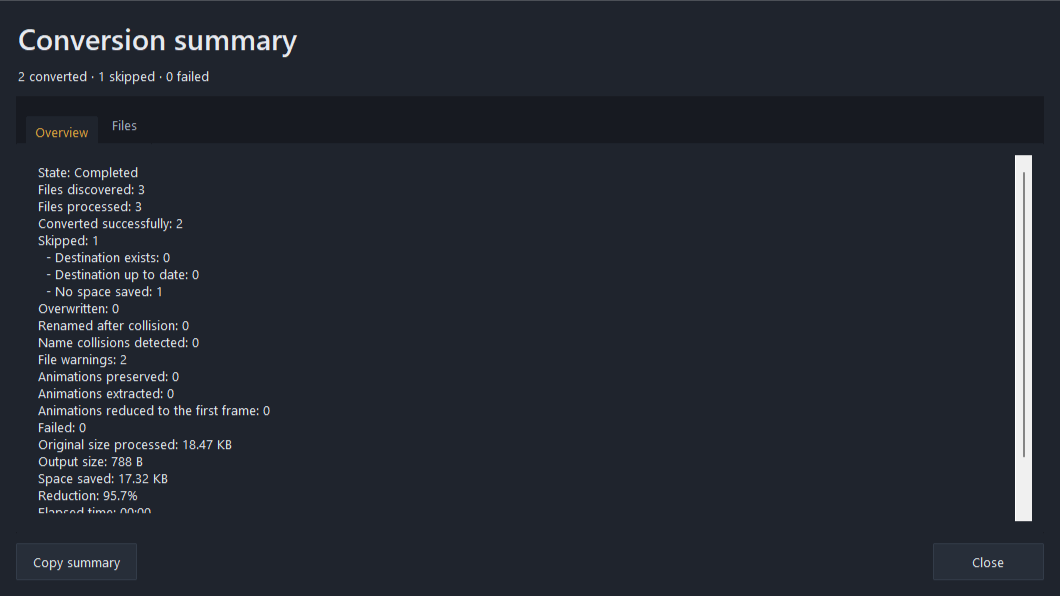 Conversion summary
2 converted · 1 skipped · 0 failed
Overview
Files
State: Completed
Files discovered: 3
Files processed: 3
Converted successfully: 2
Skipped: 1
- Destination exists: 0
- Destination up to date: 0
- No space saved: 1
Overwritten: 0
Renamed after collision: 0
Name collisions detected: 0
File warnings: 2
Animations preserved: 0
Animations extracted: 0
Animations reduced to the first frame: 0
Failed: 0
Original size processed: 18.47 KB
Output size: 788 B
Space saved: 17.32 KB
Reduction: 95.7%
Elapsed time: 00:00
Copy summary
Close